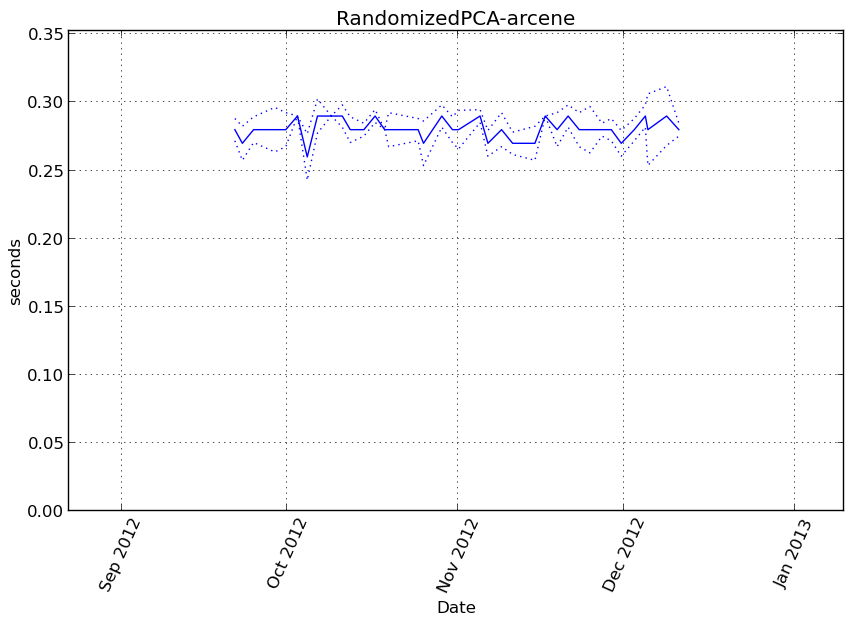 RandomizedPCA-arcene
0.35
0.30
0.25
0.20
0.15
0.10
0.05
0.00
seconds
Sep 2012
Oct 2012
Nov 2012
Dec 2012
Jan 2013
Date